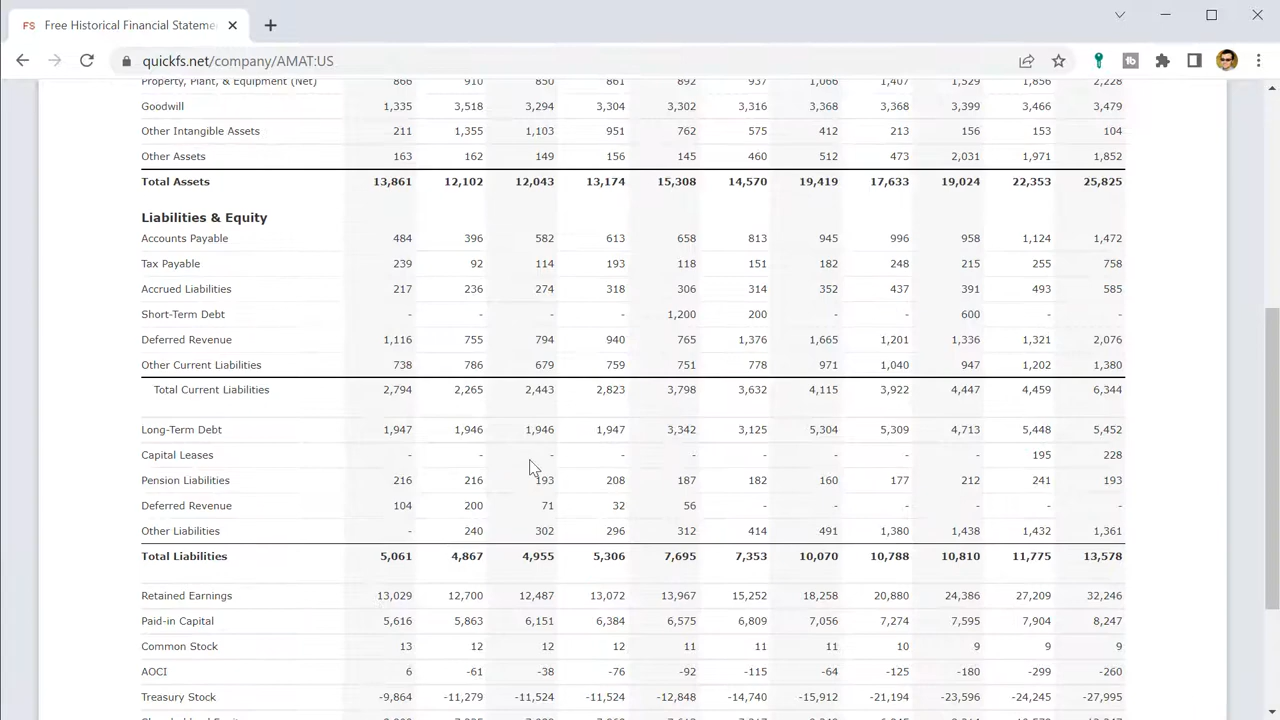 FS Free Historical Financial Stateme
quickfs.net/company/AMAT:US
Property, Plant, & Equipment (Net) 866 910 850 861 892 937 1,066 1,407 1,529 1,856 2,228
Goodwill 1,335 3,518 3,294 3,304 3,302 3,316 3,368 3,368 3,399 3,466 3,479
Other Intangible Assets 211 1,355 1,103 951 762 575 412 213 156 153 104
Other Assets 163 162 149 156 145 460 512 473 2,031 1,971 1,852
Total Assets 13,861 12,102 12,043 13,174 15,308 14,570 19,419 17,633 19,024 22,353 25,825
Liabilities & Equity
Accounts Payable 484 396 582 613 658 813 945 996 958 1,124 1,472
Tax Payable 239 92 114 193 118 151 182 248 215 255 758
Accrued Liabilities 217 236 274 318 306 314 352 437 391 493 585
Short-Term Debt - - - - 1,200 200 - - 600 - -
Deferred Revenue 1,116 755 794 940 765 1,376 1,665 1,201 1,336 1,321 2,076
Other Current Liabilities 738 786 679 759 751 778 971 1,040 947 1,202 1,380
Total Current Liabilities 2,794 2,265 2,443 2,823 3,798 3,632 4,115 3,922 4,447 4,459 6,344
Long-Term Debt 1,947 1,946 1,946 1,947 3,342 3,125 5,304 5,309 4,713 5,448 5,452
Capital Leases - - - - - - - - - 195 228
Pension Liabilities 216 216 193 208 187 182 160 177 212 241 193
Deferred Revenue 104 200 71 32 56 - - - - - -
Other Liabilities - 240 302 296 312 414 491 1,380 1,438 1,432 1,361
Total Liabilities 5,061 4,867 4,955 5,306 7,695 7,353 10,070 10,788 10,810 11,775 13,578
Retained Earnings 13,029 12,700 12,487 13,072 13,967 15,252 18,258 20,880 24,386 27,209 32,246
Paid-in Capital 5,616 5,863 6,151 6,384 6,575 6,809 7,056 7,274 7,595 7,904 8,247
Common Stock 13 12 12 12 11 11 11 10 9 9 9
AOCI 6 -61 -38 -76 -92 -115 -64 -125 -180 -299 -260
Treasury Stock -9,864 -11,279 -11,524 -11,524 -12,848 -14,740 -15,912 -21,194 -23,596 -24,245 -27,995